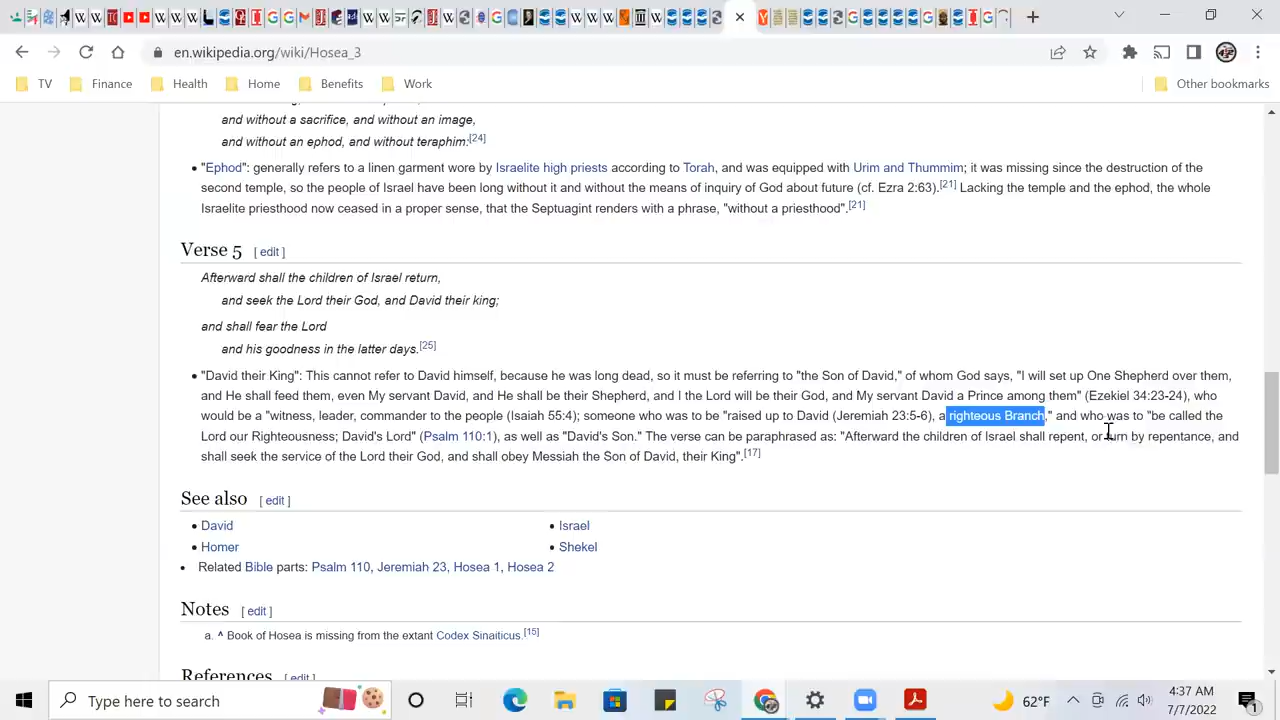 en.wikipedia.org/wiki/Hosea_3
TV Finance Health Home Benefits Work Other bookmarks
and without a sacrifice, and without an image,
and without an ephod, and without teraphim:[24]
• "Ephod": generally refers to a linen garment wore by Israelite high priests according to Torah, and was equipped with Urim and Thummim; it was missing since the destruction of the
second temple, so the people of Israel have been long without it and without the means of inquiry of God about future (cf. Ezra 2:63).[21] Lacking the temple and the ephod, the whole
Israelite priesthood now ceased in a proper sense, that the Septuagint renders with a phrase, "without a priesthood".[21]
Verse 5 [ edit ]
Afterward shall the children of Israel return,
and seek the Lord their God, and David their king;
and shall fear the Lord
and his goodness in the latter days.[25]
• "David their King": This cannot refer to David himself, because he was long dead, so it must be referring to "the Son of David," of whom God says, "I will set up One Shepherd over them,
and He shall feed them, even My servant David, and He shall be their Shepherd, and I the Lord will be their God, and My servant David a Prince among them" (Ezekiel 34:23-24), who
would be a "witness, leader, commander to the people (Isaiah 55:4); someone who was to be "raised up to David (Jeremiah 23:5-6), a righteous Branch," and who was to "be called the
Lord our Righteousness; David's Lord" (Psalm 110:1), as well as "David's Son." The verse can be paraphrased as: "Afterward the children of Israel shall repent, or turn by repentance, and
shall seek the service of the Lord their God, and shall obey Messiah the Son of David, their King".[17]
See also [ edit ]
• David
• Homer
• Israel
• Shekel
• Related Bible parts: Psalm 110, Jeremiah 23, Hosea 1, Hosea 2
Notes [ edit ]
a. ^ Book of Hosea is missing from the extant Codex Sinaiticus.[15]
References [ edit ]
Type here to search
62°F
4:37 AM
7/7/2022
1